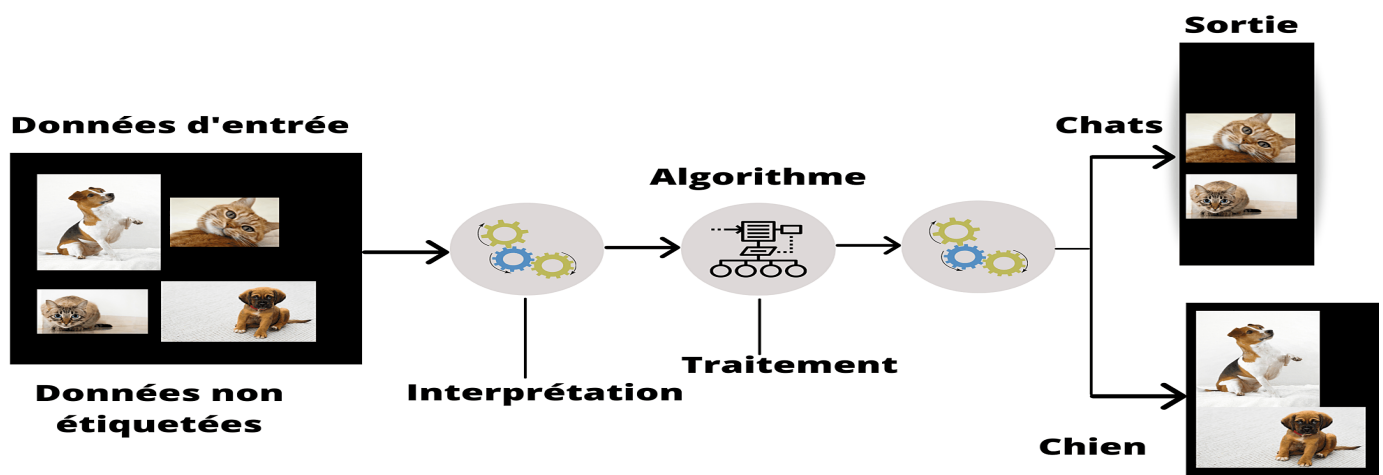 Sortie
Données d'entrée
Chats
Algorithme
Traitement
Données non
étiquetées
Interprétation
Chien